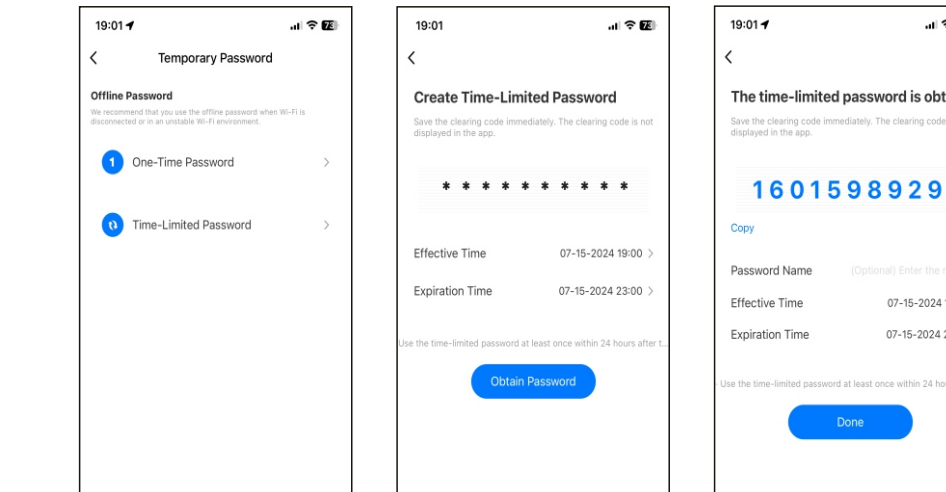 19:01
73
Temporary Password
Offline Password
We recommend that you use the offline password when Wi-Fi is
disconnected or in an unstable Wi-Fi environment.
1 One-Time Password
Time-Limited Password
19:01
73
Create Time-Limited Password
Save the clearing code immediately. The clearing code is not
displayed in the app.
* * * * * * * * * *
Effective Time 07-15-2024 19:00
Expiration Time 07-15-2024 23:00
Use the time-limited password at least once within 24 hours after t...
Obtain Password
19:01
The time-limited password is obt
Save the clearing code immediately. The clearing code
displayed in the app.
1601598929
Copy
Password Name (Optional) Enter the
Effective Time 07-15-2024
Expiration Time 07-15-2024
Use the time-limited password at least once within 24
Done